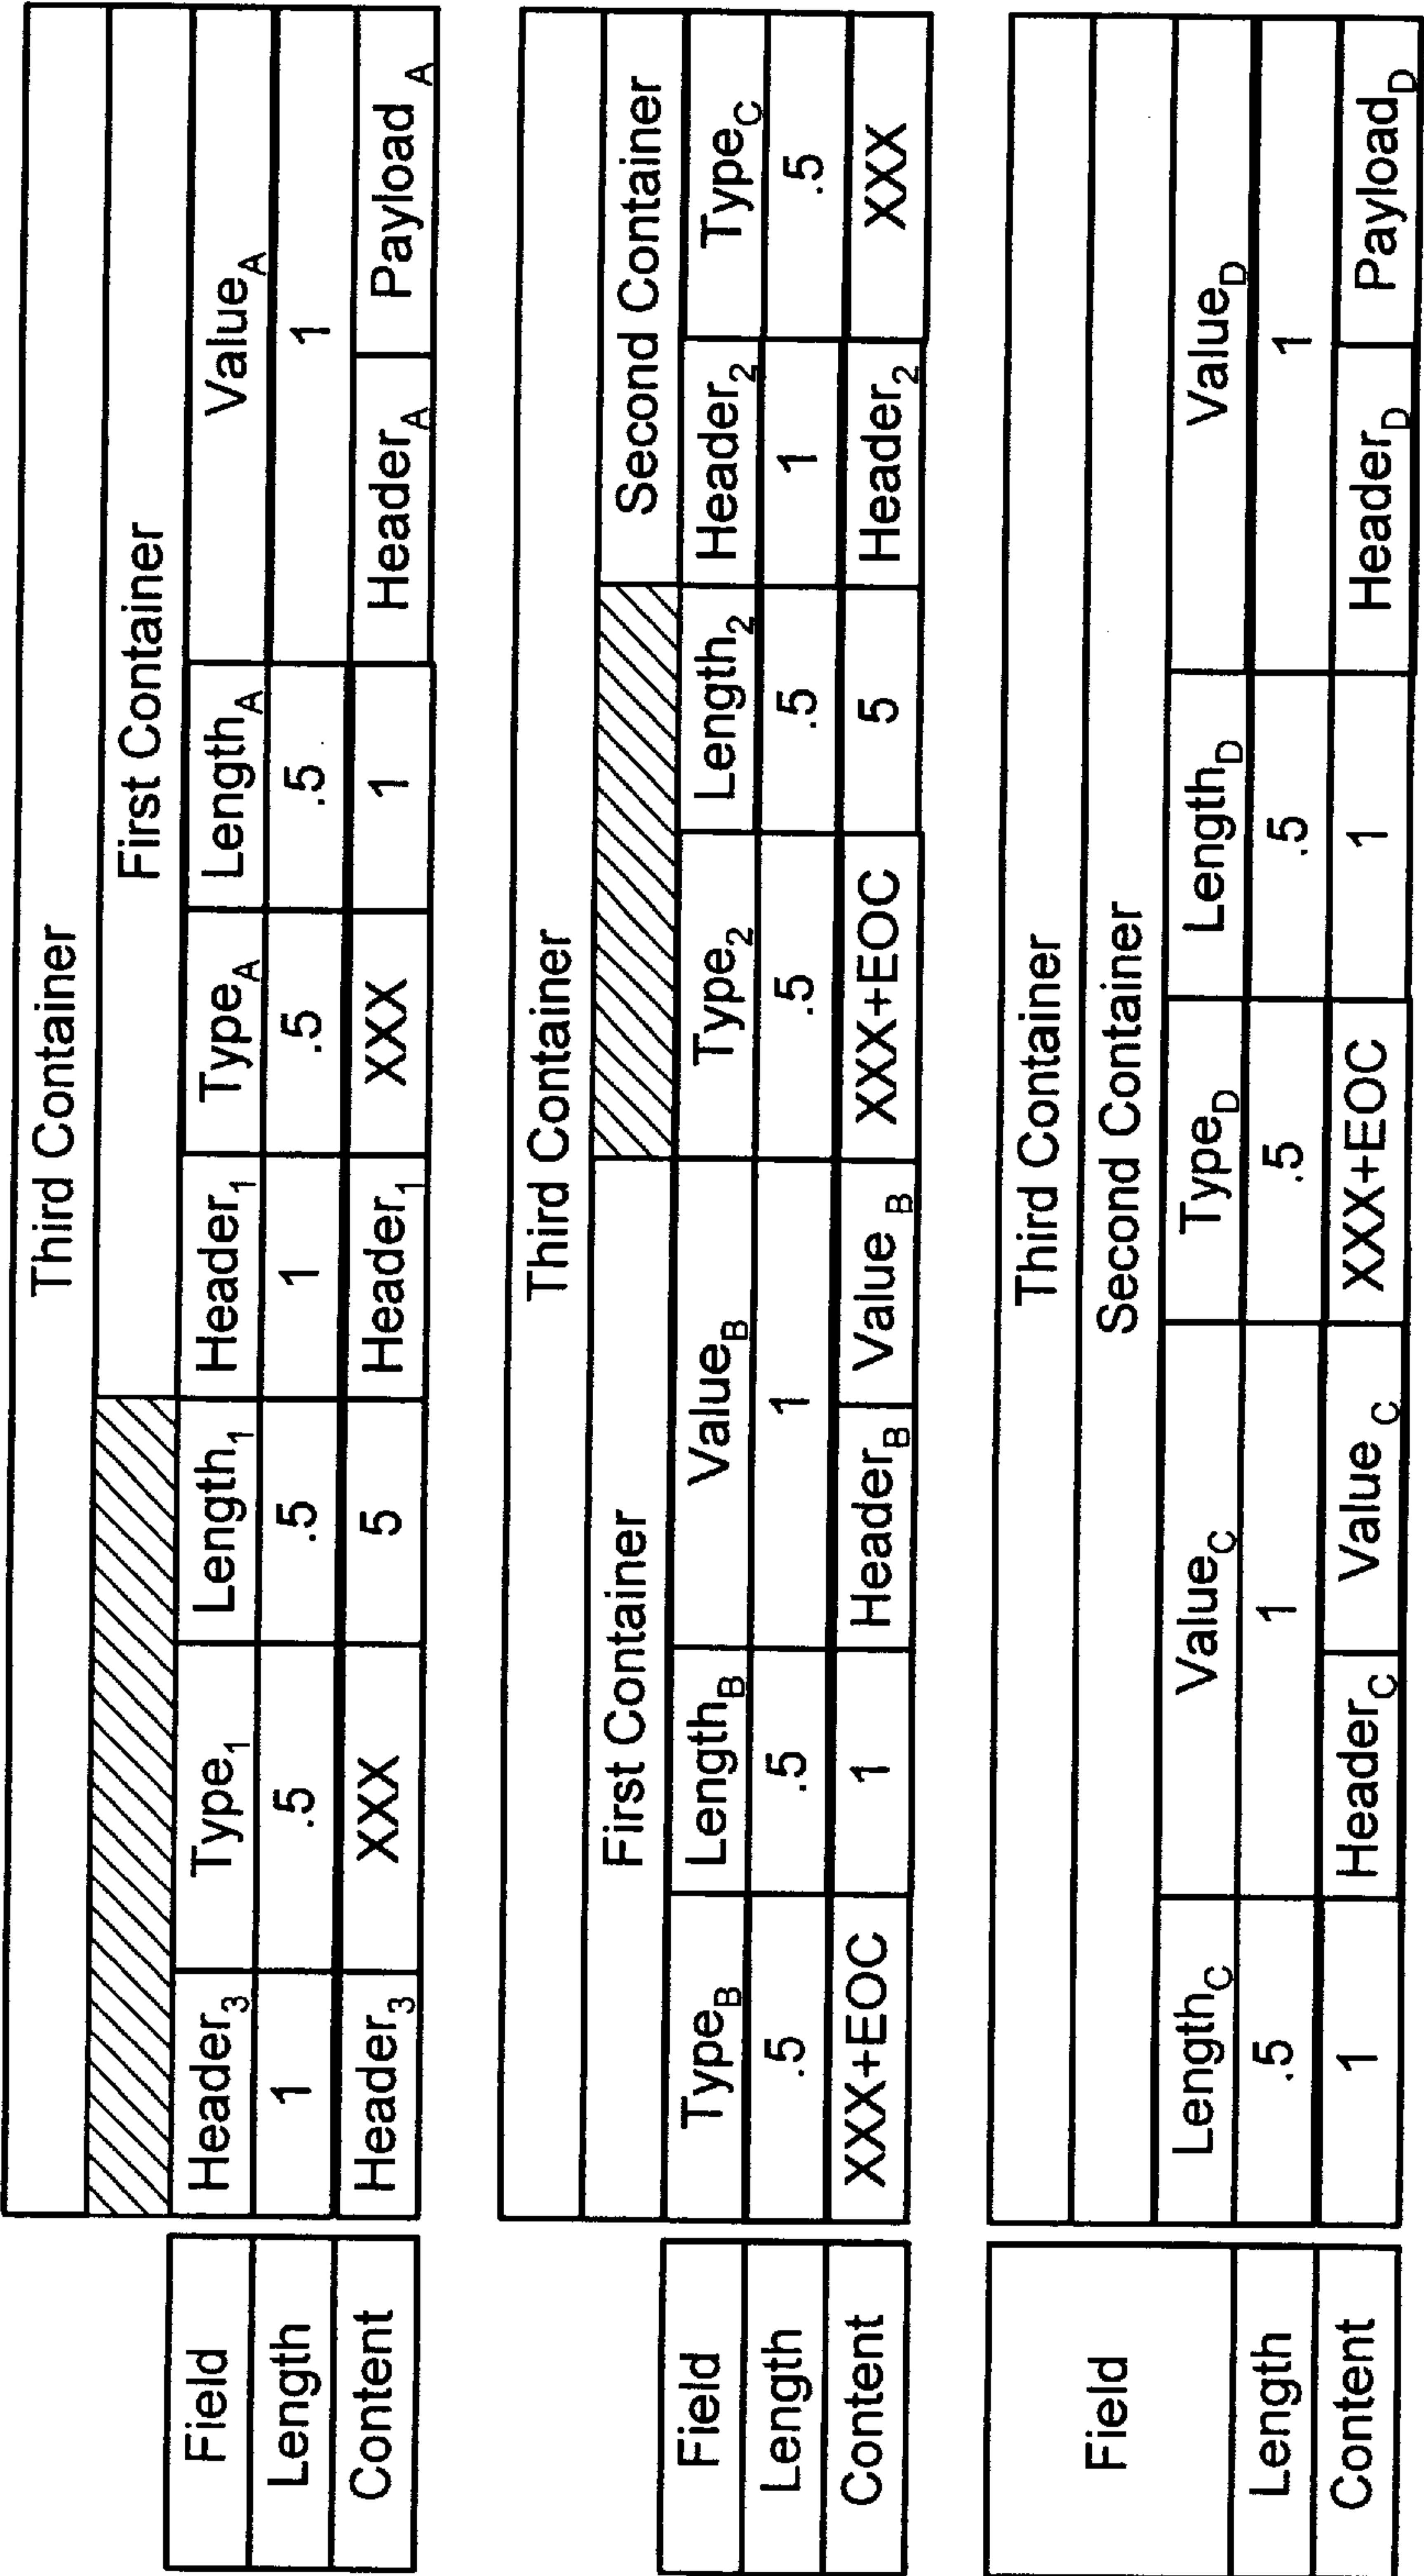 Third Container
First Container
Field Header3 Type1 Length1 Header1 TypeA LengthA ValueA
Length 1 .5 .5 1 .5 .5 1
Content Header3 XXX 5 Header1 XXX 1 HeaderA Payload A
Third Container
First Container Second Container
Field TypeB LengthB ValueB Type2 Length2 Header2 TypeC
Length .5 .5 1 .5 .5 1 .5
Content XXX+EOC 1 HeaderB Value B XXX+EOC 5 Header2 XXX
Third Container
Second Container
Field LengthC ValueC TypeD LengthD ValueD
Length .5 1 .5 .5 1
Content 1 HeaderC Value C XXX+EOC 1 HeaderD PayloadD